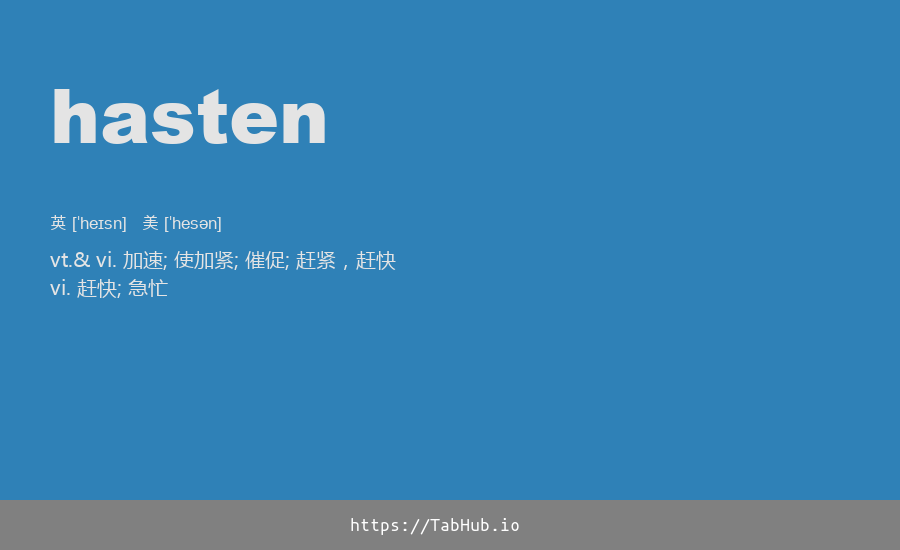 hasten
英 [ˈheɪsn] 美 [ˈhesən]
vt.& vi. 加速; 使加紧; 催促; 赶紧，赶快
vi. 赶快; 急忙
https://TabHub.io